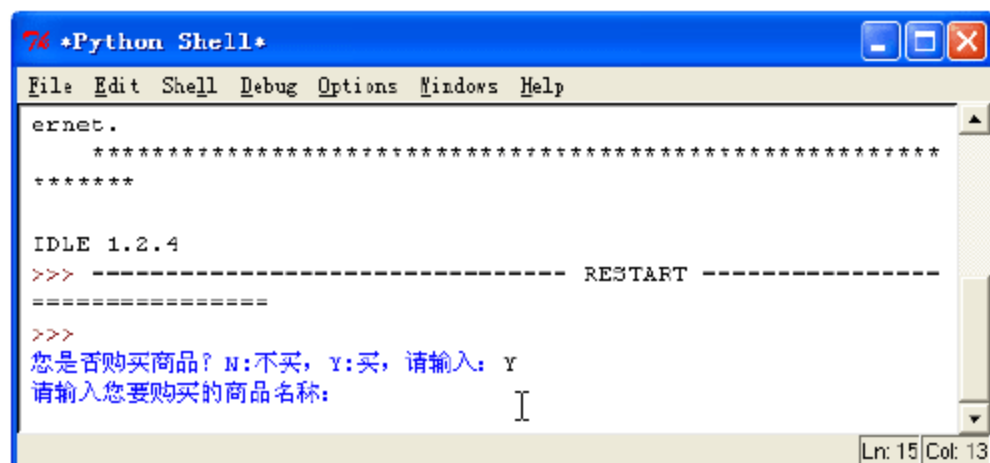 *Python Shell*
File Edit Shell Debug Options Windows Help
ernet.
********************************************************
*******
IDLE 1.2.4
>>> ================================ RESTART ================
================
>>>
您是否购买商品? N:不买, Y:买, 请输入: Y
请输入您要购买的商品名称:
Ln: 15 Col: 13